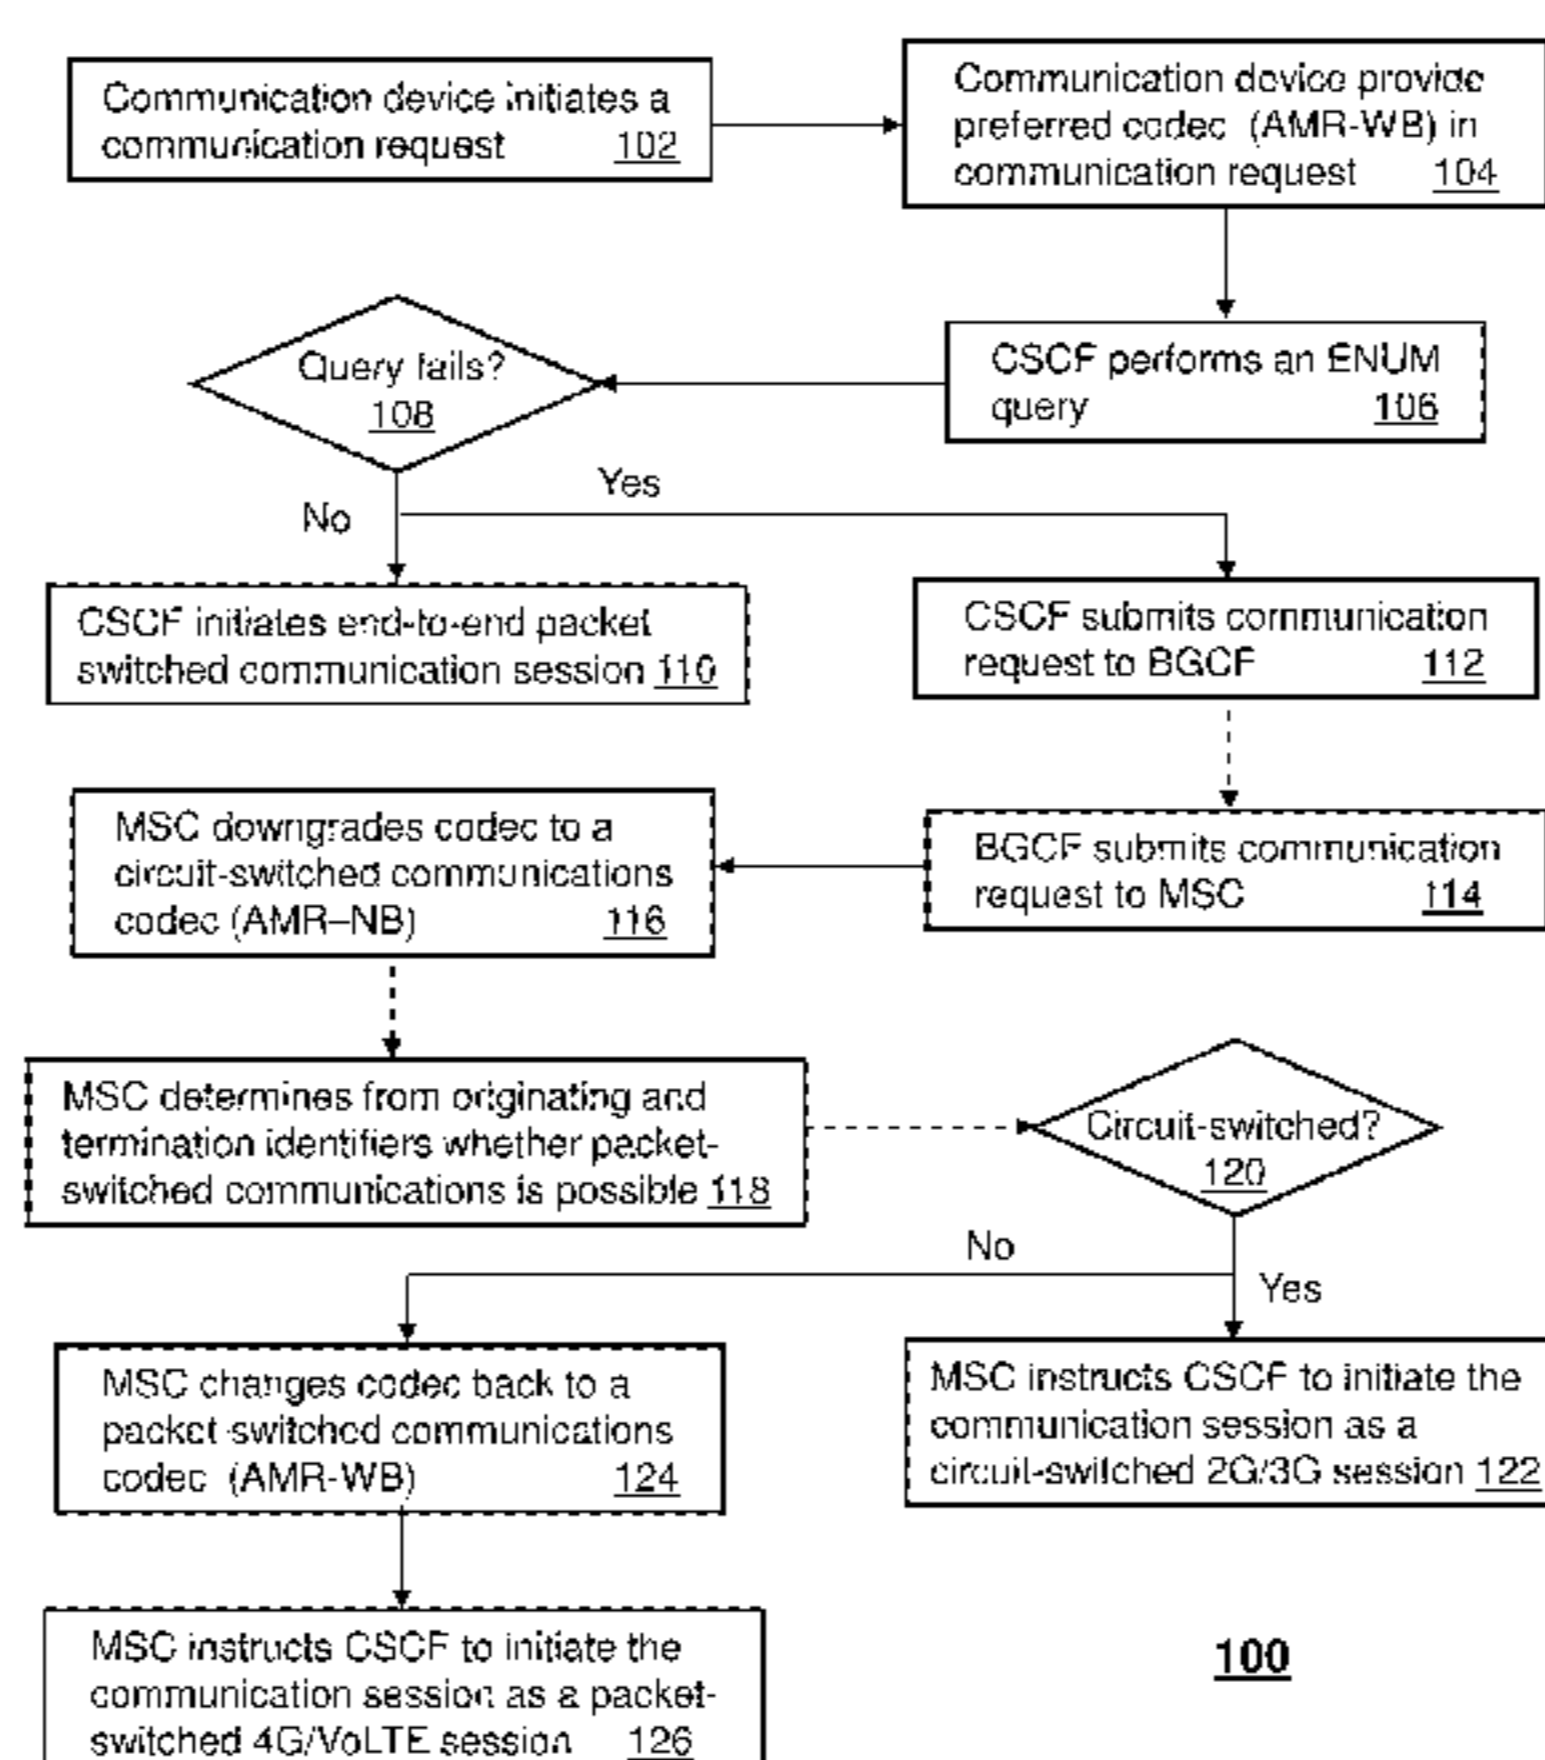 Communication device initiates a
communication request 102
Communication device provide
preferred codec (AMR-WB) in
communication request 104
CSCF performs an ENUM
query 106
Query fails?
108
Yes
No
CSCF initiates end-to-end packet
switched communication session 110
CSCF submits communication
request to BGCF 112
BGCF submits communication
request to MSC 114
MSC downgrades codec to a
circuit-switched communications
codec (AMR–NB) 116
MSC determines from originating and
termination identifiers whether packet-
switched communications is possible 118
Circuit-switched?
120
No
Yes
MSC instructs CSCF to initiate the
communication session as a
circuit-switched 2G/3G session 122
MSC changes codec back to a
packet-switched communications
codec (AMR-WB) 124
MSC instructs CSCF to initiate the
communication session as a packet-
switched 4G/VoLTE session 126
100